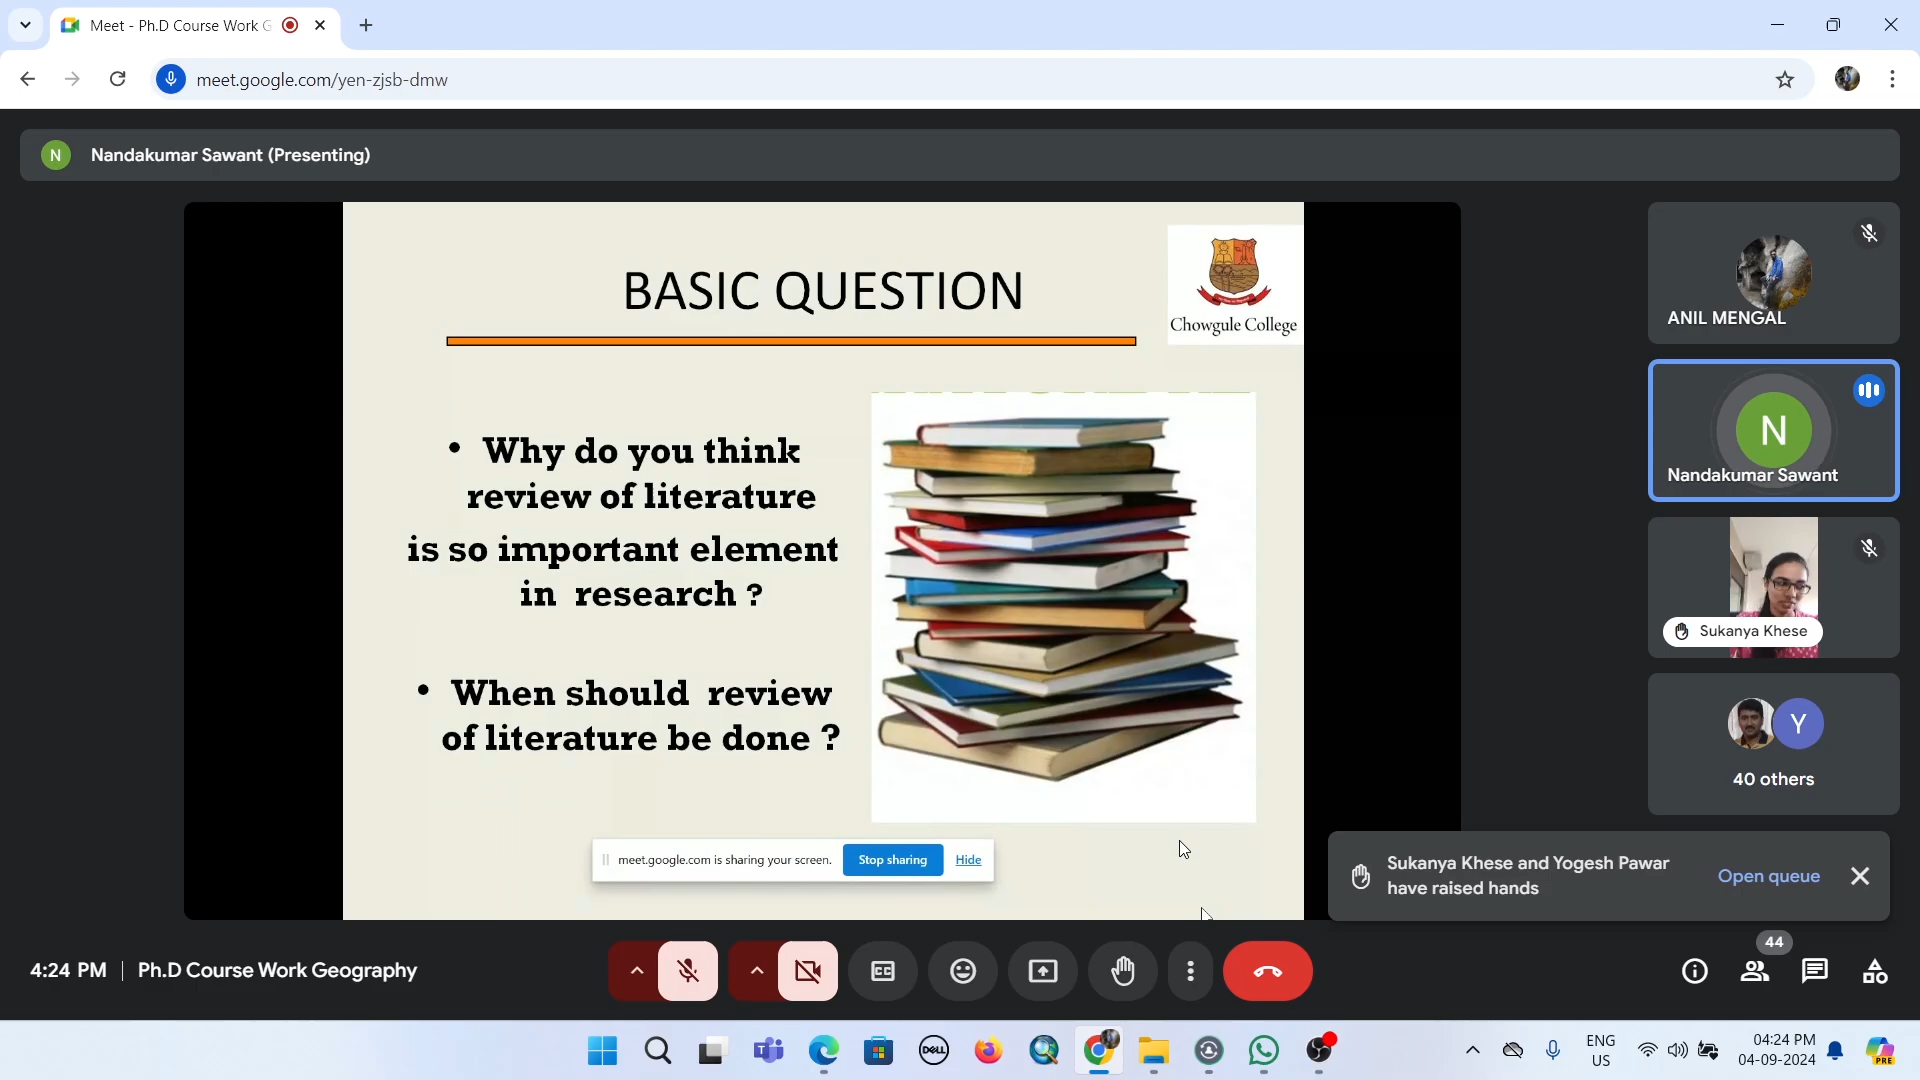 Meet - Ph.D Course Work G
meet.google.com/yen-zjsb-dmw
N
Nandakumar Sawant (Presenting)
BASIC QUESTION
Chowgule College
• Why do you think
review of literature
is so important element
in research ?
• When should review
of literature be done ?
meet.google.com is sharing your screen.
Stop sharing
Hide
ANIL MENGAL
N
Nandakumar Sawant
Sukanya Khese
Y
40 others
Sukanya Khese and Yogesh Pawar
have raised hands
Open queue
4:24 PM
Ph.D Course Work Geography
44
DELL
ENG
US
04:24 PM
04-09-2024
PRE